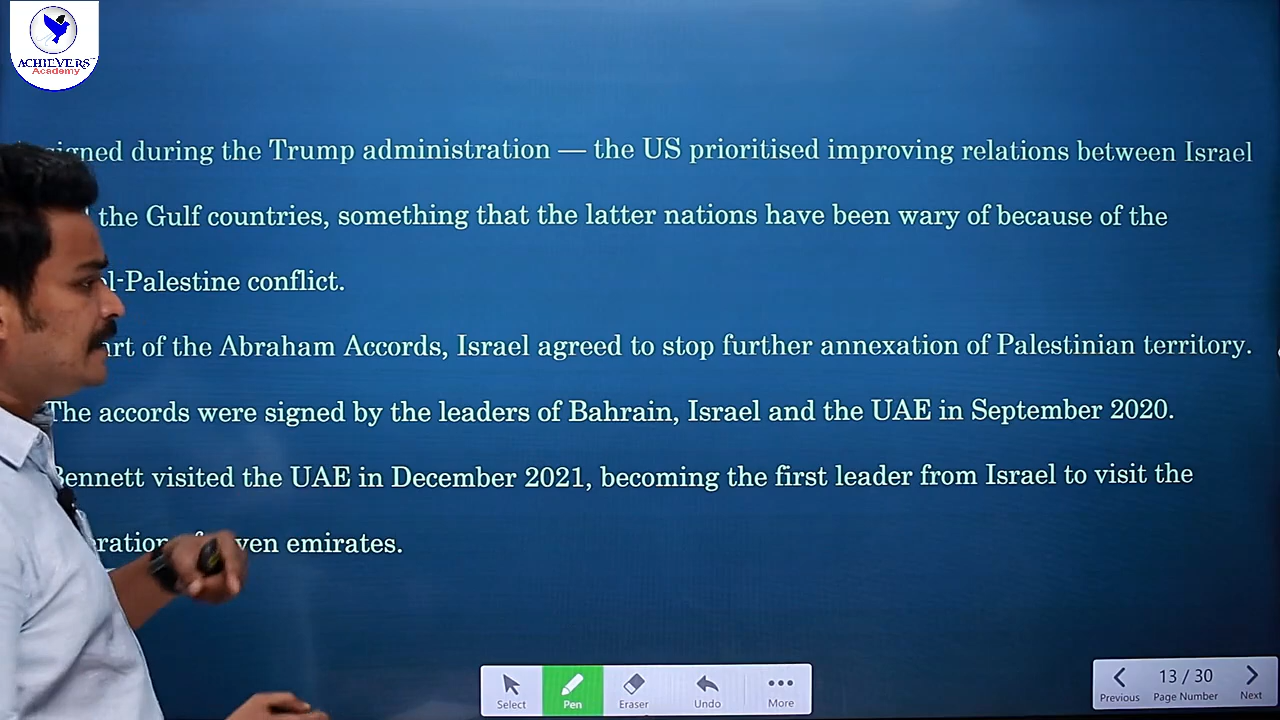 ACHIEVERS
Academy
signed during the Trump administration — the US prioritised improving relations between Israel
the Gulf countries, something that the latter nations have been wary of because of the
-Palestine conflict.
of the Abraham Accords, Israel agreed to stop further annexation of Palestinian territory.
The accords were signed by the leaders of Bahrain, Israel and the UAE in September 2020.
Bennett visited the UAE in December 2021, becoming the first leader from Israel to visit the
emirates.
Select Pen Eraser Undo More
13 / 30
Previous Page Number Next